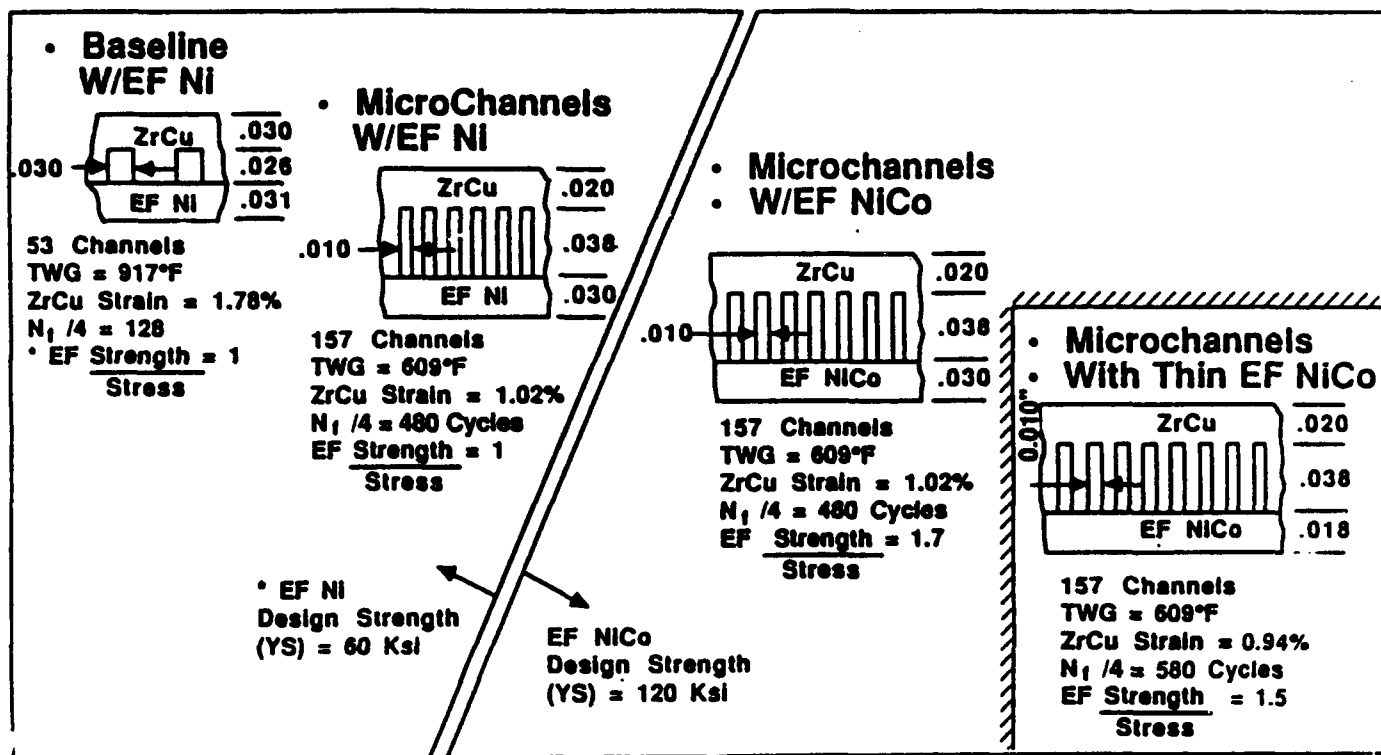 • Baseline
W/EF Ni
ZrCu
.030
.026
.031
.030
EF Ni
53 Channels
TWG = 917°F
ZrCu Strain = 1.78%
Nf /4 = 128
* EF Strength = 1
Stress
• MicroChannels
W/EF Ni
ZrCu
.020
.038
.030
.010
EF Ni
157 Channels
TWG = 609°F
ZrCu Strain = 1.02%
Nf /4 = 480 Cycles
EF Strength = 1
Stress
* EF Ni
Design Strength
(YS) = 60 Ksi
EF NiCo
Design Strength
(YS) = 120 Ksi
• Microchannels
• W/EF NiCo
ZrCu
.020
.038
.030
.010
EF NiCo
157 Channels
TWG = 609°F
ZrCu Strain = 1.02%
Nf /4 = 480 Cycles
EF Strength = 1.7
Stress
• Microchannels
• With Thin EF NiCo
0.010"
ZrCu
.020
.038
.018
EF NiCo
157 Channels
TWG = 609°F
ZrCu Strain = 0.94%
Nf /4 = 580 Cycles
EF Strength = 1.5
Stress